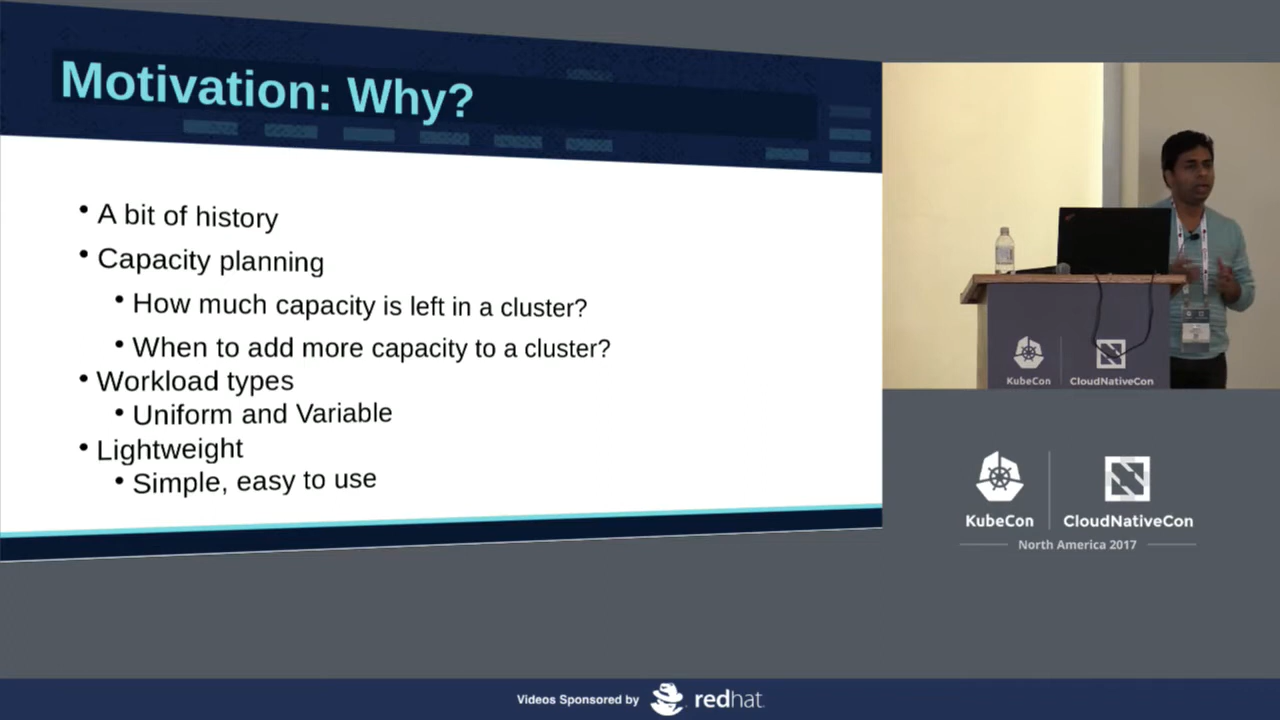 Motivation: Why?
• A bit of history
• Capacity planning
• How much capacity is left in a cluster?
• When to add more capacity to a cluster?
• Workload types
• Uniform and Variable
• Lightweight
• Simple, easy to use
KubeCon
CloudNativeCon
KubeCon
CloudNativeCon
North America 2017
Videos Sponsored by
redhat.